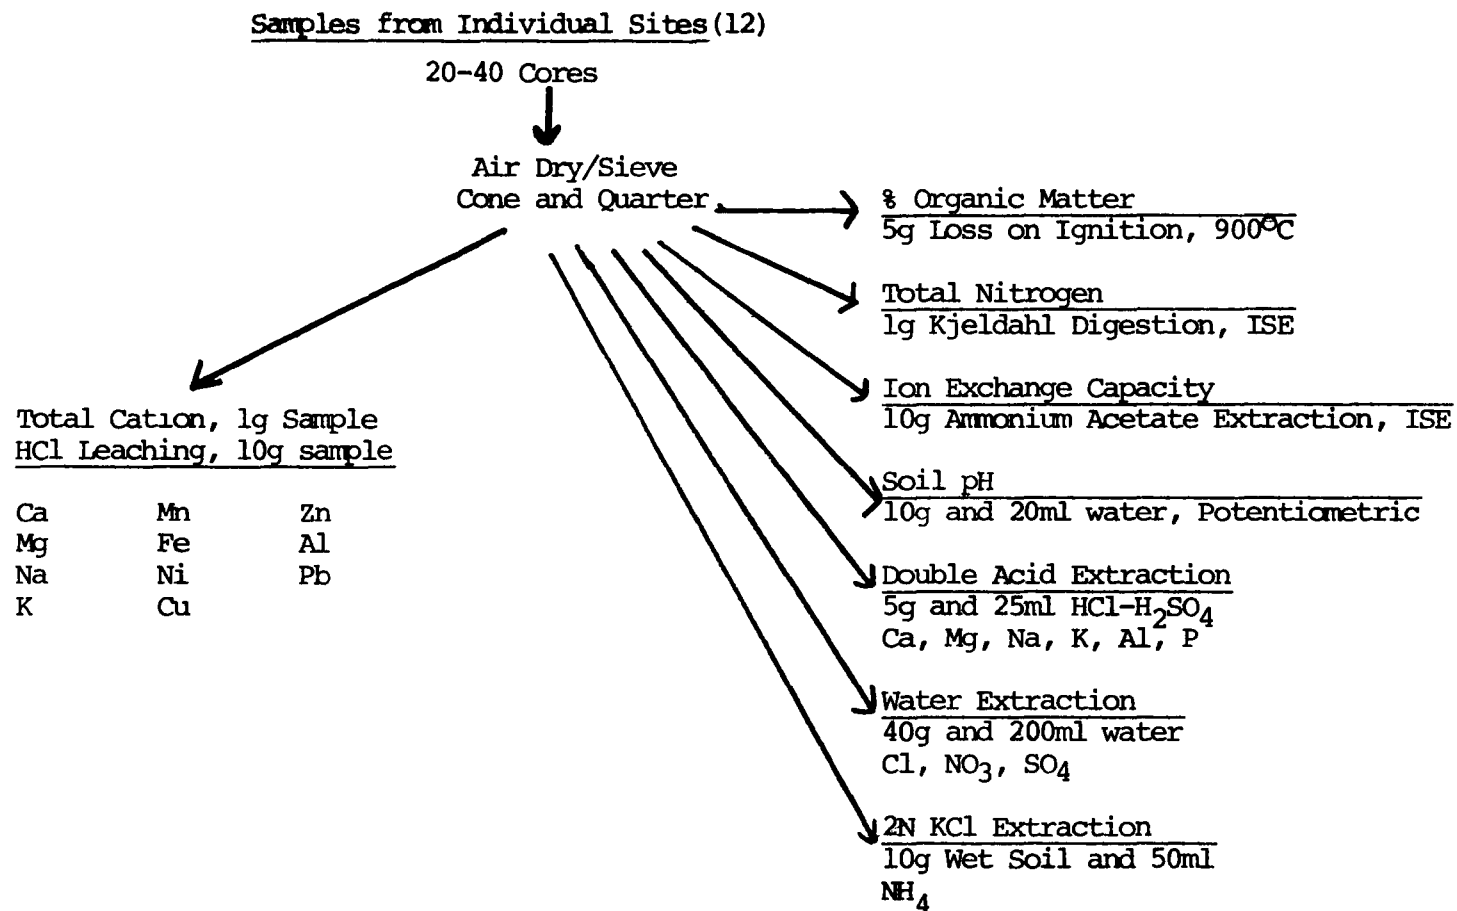 Samples from Individual Sites(12)
20-40 Cores
Air Dry/Sieve
Cone and Quarter
% Organic Matter
5g Loss on Ignition, 900°C
Total Nitrogen
1g Kjeldahl Digestion, ISE
Ion Exchange Capacity
10g Ammonium Acetate Extraction, ISE
Soil pH
10g and 20ml water, Potentiometric
Double Acid Extraction
5g and 25ml HCl-H₂SO₄
Ca, Mg, Na, K, Al, P
Water Extraction
40g and 200ml water
Cl, NO₃, SO₄
2N KCl Extraction
10g Wet Soil and 50ml
NH₄
Total Cation, 1g Sample
HCl Leaching, 10g sample
Ca Mn Zn
Mg Fe Al
Na Ni Pb
K Cu